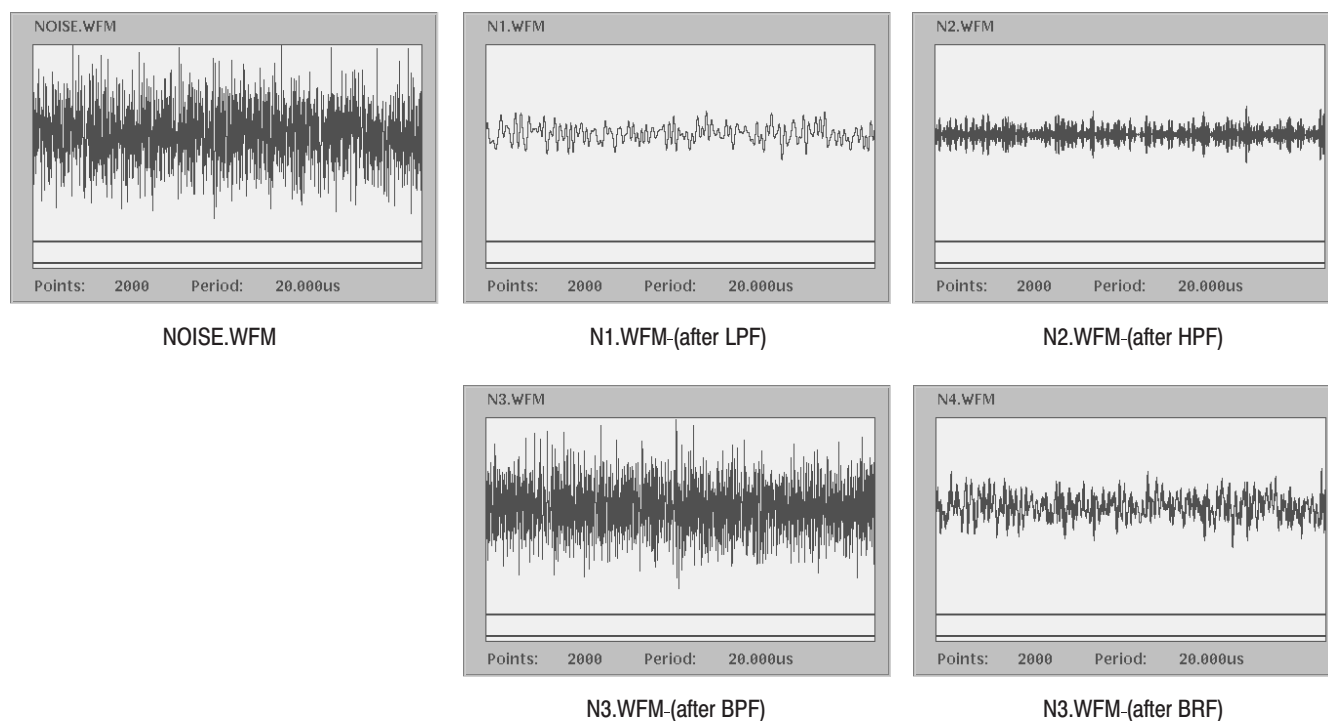 NOISE.WFM
Points: 2000 Period: 20.000us
NOISE.WFM
N1.WFM
Points: 2000 Period: 20.000us
N1.WFM-(after LPF)
N2.WFM
Points: 2000 Period: 20.000us
N2.WFM-(after HPF)
N3.WFM
Points: 2000 Period: 20.000us
N3.WFM-(after BPF)
N4.WFM
Points: 2000 Period: 20.000us
N3.WFM-(after BRF)